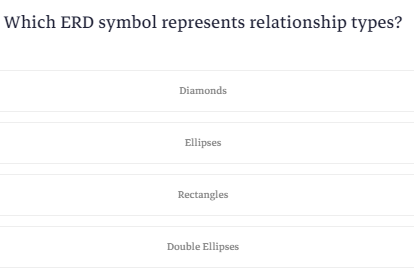 Which ERD symbol represents relationship types?
Diamonds
Ellipses
Rectangles
Double Ellipses